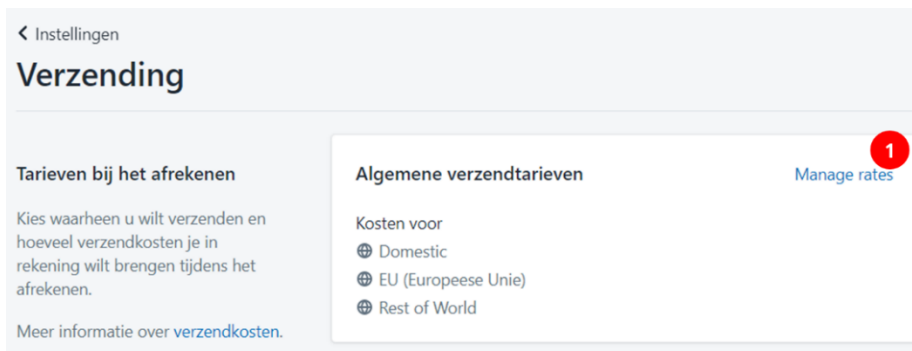 Instellingen
Verzending
Tarieven bij het afrekenen
Kies waarheen u wilt verzenden en
hoeveel verzendkosten je in
rekening wilt brengen tijdens het
afrekenen.
Meer informatie over verzendkosten.
1
Algemene verzendtarieven Manage rates
Kosten voor
Domestic
EU (Europeese Unie)
Rest of World